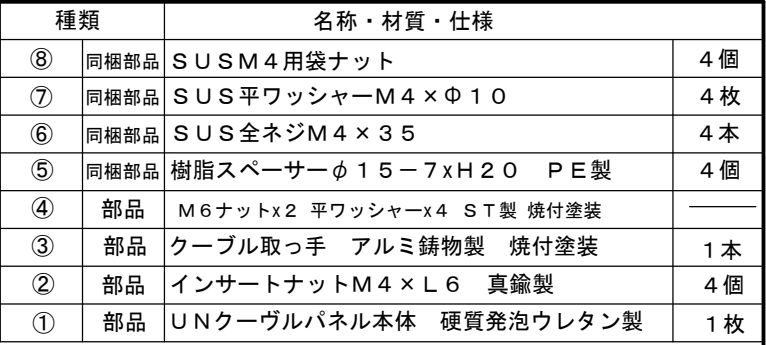 種類 名称・材質・仕様
⑧ 同梱部品 ＳＵＳＭ４用袋ナット ４個
⑦ 同梱部品 ＳＵＳ平ワッシャーＭ４×Φ１０ ４枚
⑥ 同梱部品 ＳＵＳ全ネジＭ４×３５ ４本
⑤ 同梱部品 樹脂スペーサーφ１５－７xＨ２０　ＰＥ製 ４個
④ 部品 Ｍ６ナットx２ 平ワッシャーx４ ＳＴ製 焼付塗装 ―――
③ 部品 クーブル取っ手　アルミ鋳物製　焼付塗装 １本
② 部品 インサートナットＭ４×Ｌ６　真鍮製 ４個
① 部品 ＵＮクーヴルパネル本体　硬質発泡ウレタン製 １枚